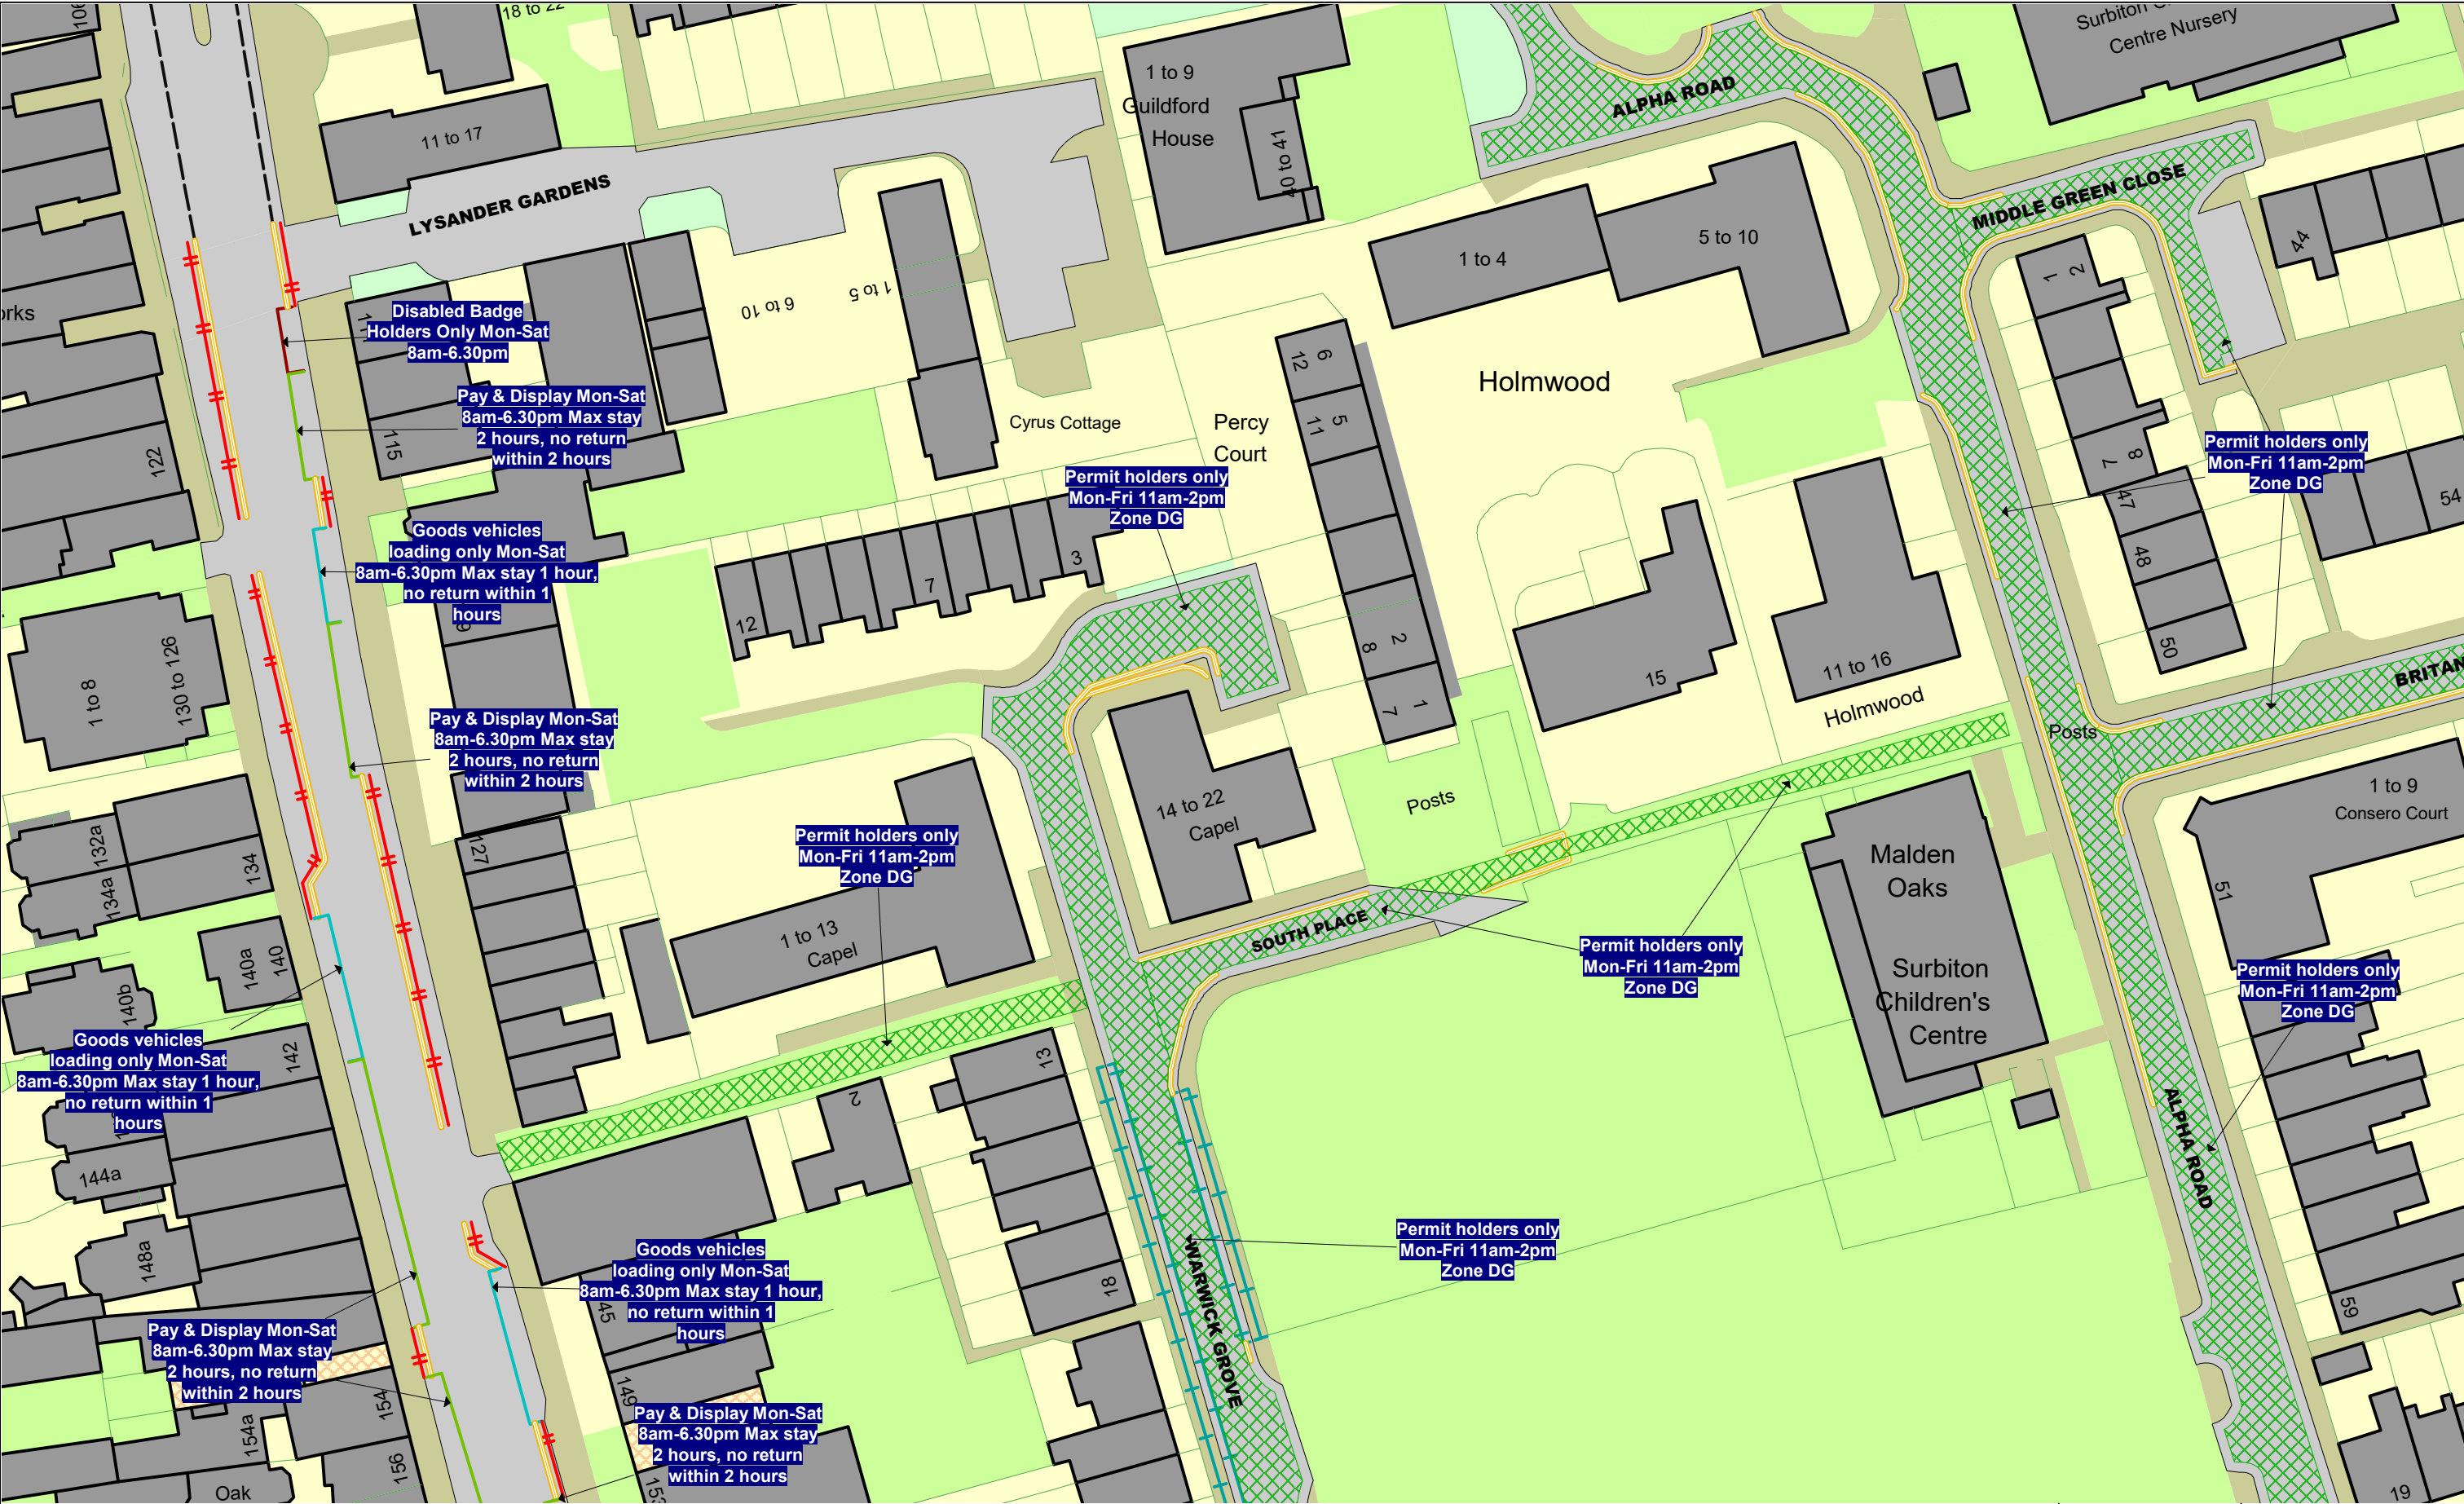 106
18 to 22
Centre Nursery
11 to 17
LYSANDER GARDENS
1 to 9
Guildford
House
40 to 41
ALPHA ROAD
MIDDLE GREEN CLOSE
1 to 4
5 to 10
1
2
44
Disabled Badge
Holders Only Mon-Sat
8am-6.30pm
6 to 10
1 to 5
12
6
11
5
Holmwood
Pay & Display Mon-Sat
8am-6.30pm Max stay
2 hours, no return
within 2 hours
115
122
Cyrus Cottage
Percy
Court
Permit holders only
Mon-Fri 11am-2pm
Zone DG
Permit holders only
Mon-Fri 11am-2pm
Zone DG
7
8
47
48
50
54
Goods vehicles
loading only Mon-Sat
8am-6.30pm Max stay 1 hour,
no return within 1
hours
12
7
3
8
2
7
1
1 to 8
130 to 126
15
11 to 16
Holmwood
Posts
Pay & Display Mon-Sat
8am-6.30pm Max stay
2 hours, no return
within 2 hours
14 to 22
Capel
Posts
1 to 9
Consero Court
132a
134a
134
127
Permit holders only
Mon-Fri 11am-2pm
Zone DG
1 to 13
Capel
SOUTH PLACE
Malden
Oaks
Surbiton
Children's
Centre
51
Permit holders only
Mon-Fri 11am-2pm
Zone DG
Permit holders only
Mon-Fri 11am-2pm
Zone DG
140a
140
140b
142
Goods vehicles
loading only Mon-Sat
8am-6.30pm Max stay 1 hour,
no return within 1
hours
2
13
18
ALPHA ROAD
144a
148a
Goods vehicles
loading only Mon-Sat
8am-6.30pm Max stay 1 hour,
no return within 1
hours
Permit holders only
Mon-Fri 11am-2pm
Zone DG
WARWICK GROVE
59
Pay & Display Mon-Sat
8am-6.30pm Max stay
2 hours, no return
within 2 hours
154
154a
156
149
Pay & Display Mon-Sat
8am-6.30pm Max stay
2 hours, no return
within 2 hours
Oak
19